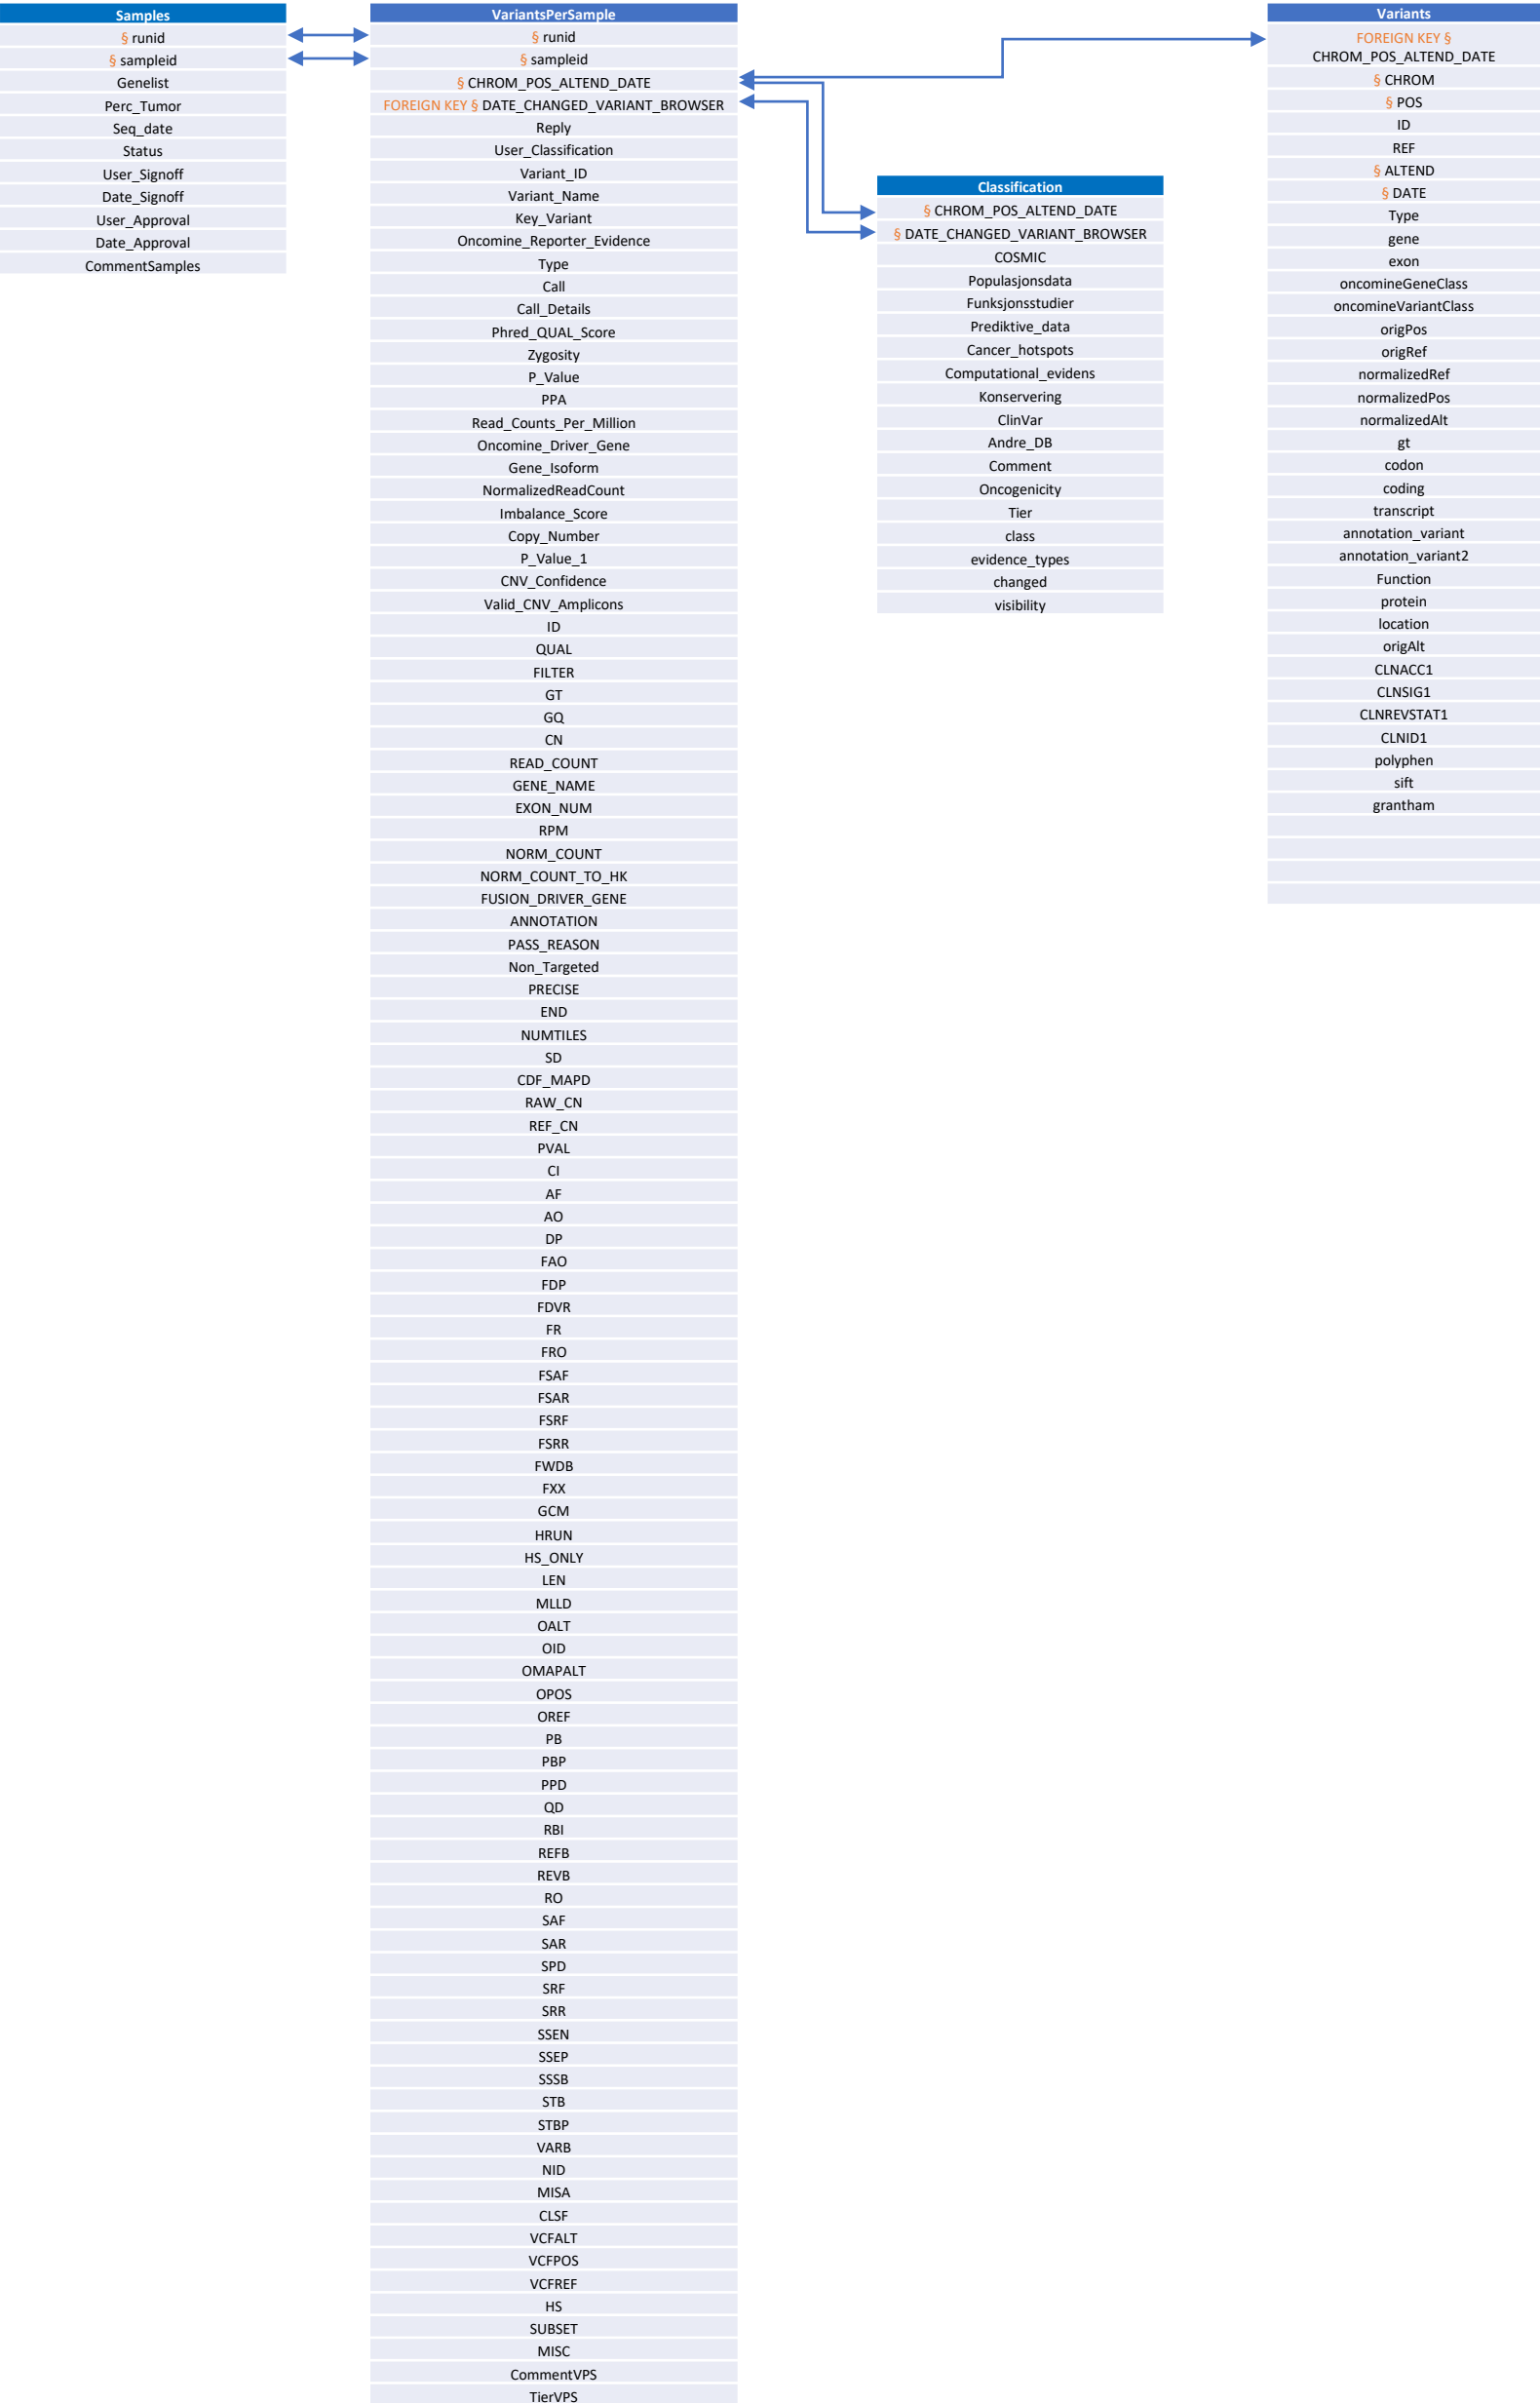 Samples
§ runid
§ sampleid
Genelist
Perc_Tumor
Seq_date
Status
User_Signoff
Date_Signoff
User_Approval
Date_Approval
CommentSamples
VariantsPerSample
§ runid
§ sampleid
§ CHROM_POS_ALTEND_DATE
FOREIGN KEY § DATE_CHANGED_VARIANT_BROWSER
Reply
User_Classification
Variant_ID
Variant_Name
Key_Variant
Oncomine_Reporter_Evidence
Type
Call
Call_Details
Phred_QUAL_Score
Zygosity
P_Value
PPA
Read_Counts_Per_Million
Oncomine_Driver_Gene
Gene_Isoform
NormalizedReadCount
Imbalance_Score
Copy_Number
P_Value_1
CNV_Confidence
Valid_CNV_Amplicons
ID
QUAL
FILTER
GT
GQ
CN
READ_COUNT
GENE_NAME
EXON_NUM
RPM
NORM_COUNT
NORM_COUNT_TO_HK
FUSION_DRIVER_GENE
ANNOTATION
PASS_REASON
Non_Targeted
PRECISE
END
NUMTILES
SD
CDF_MAPD
RAW_CN
REF_CN
PVAL
CI
AF
AO
DP
FAO
FDP
FDVR
FR
FRO
FSAF
FSAR
FSRF
FSRR
FWDB
FXX
GCM
HRUN
HS_ONLY
LEN
MLLD
OALT
OID
OMAPALT
OPOS
OREF
PB
PBP
PPD
QD
RBI
REFB
REVB
RO
SAF
SAR
SPD
SRF
SRR
SSEN
SSEP
SSSB
STB
STBP
VARB
NID
MISA
CLSF
VCFALT
VCFPOS
VCFREF
HS
SUBSET
MISC
CommentVPS
TierVPS
Classification
§ CHROM_POS_ALTEND_DATE
§ DATE_CHANGED_VARIANT_BROWSER
COSMIC
Populasjonsdata
Funksjonsstudier
Prediktive_data
Cancer_hotspots
Computational_evidens
Konservering
ClinVar
Andre_DB
Comment
Oncogenicity
Tier
class
evidence_types
changed
visibility
Variants
FOREIGN KEY §
CHROM_POS_ALTEND_DATE
§ CHROM
§ POS
ID
REF
§ ALTEND
§ DATE
Type
gene
exon
oncomineGeneClass
oncomineVariantClass
origPos
origRef
normalizedRef
normalizedPos
normalizedAlt
gt
codon
coding
transcript
annotation_variant
annotation_variant2
Function
protein
location
origAlt
CLNACC1
CLNSIG1
CLNREVSTAT1
CLNID1
polyphen
sift
grantham